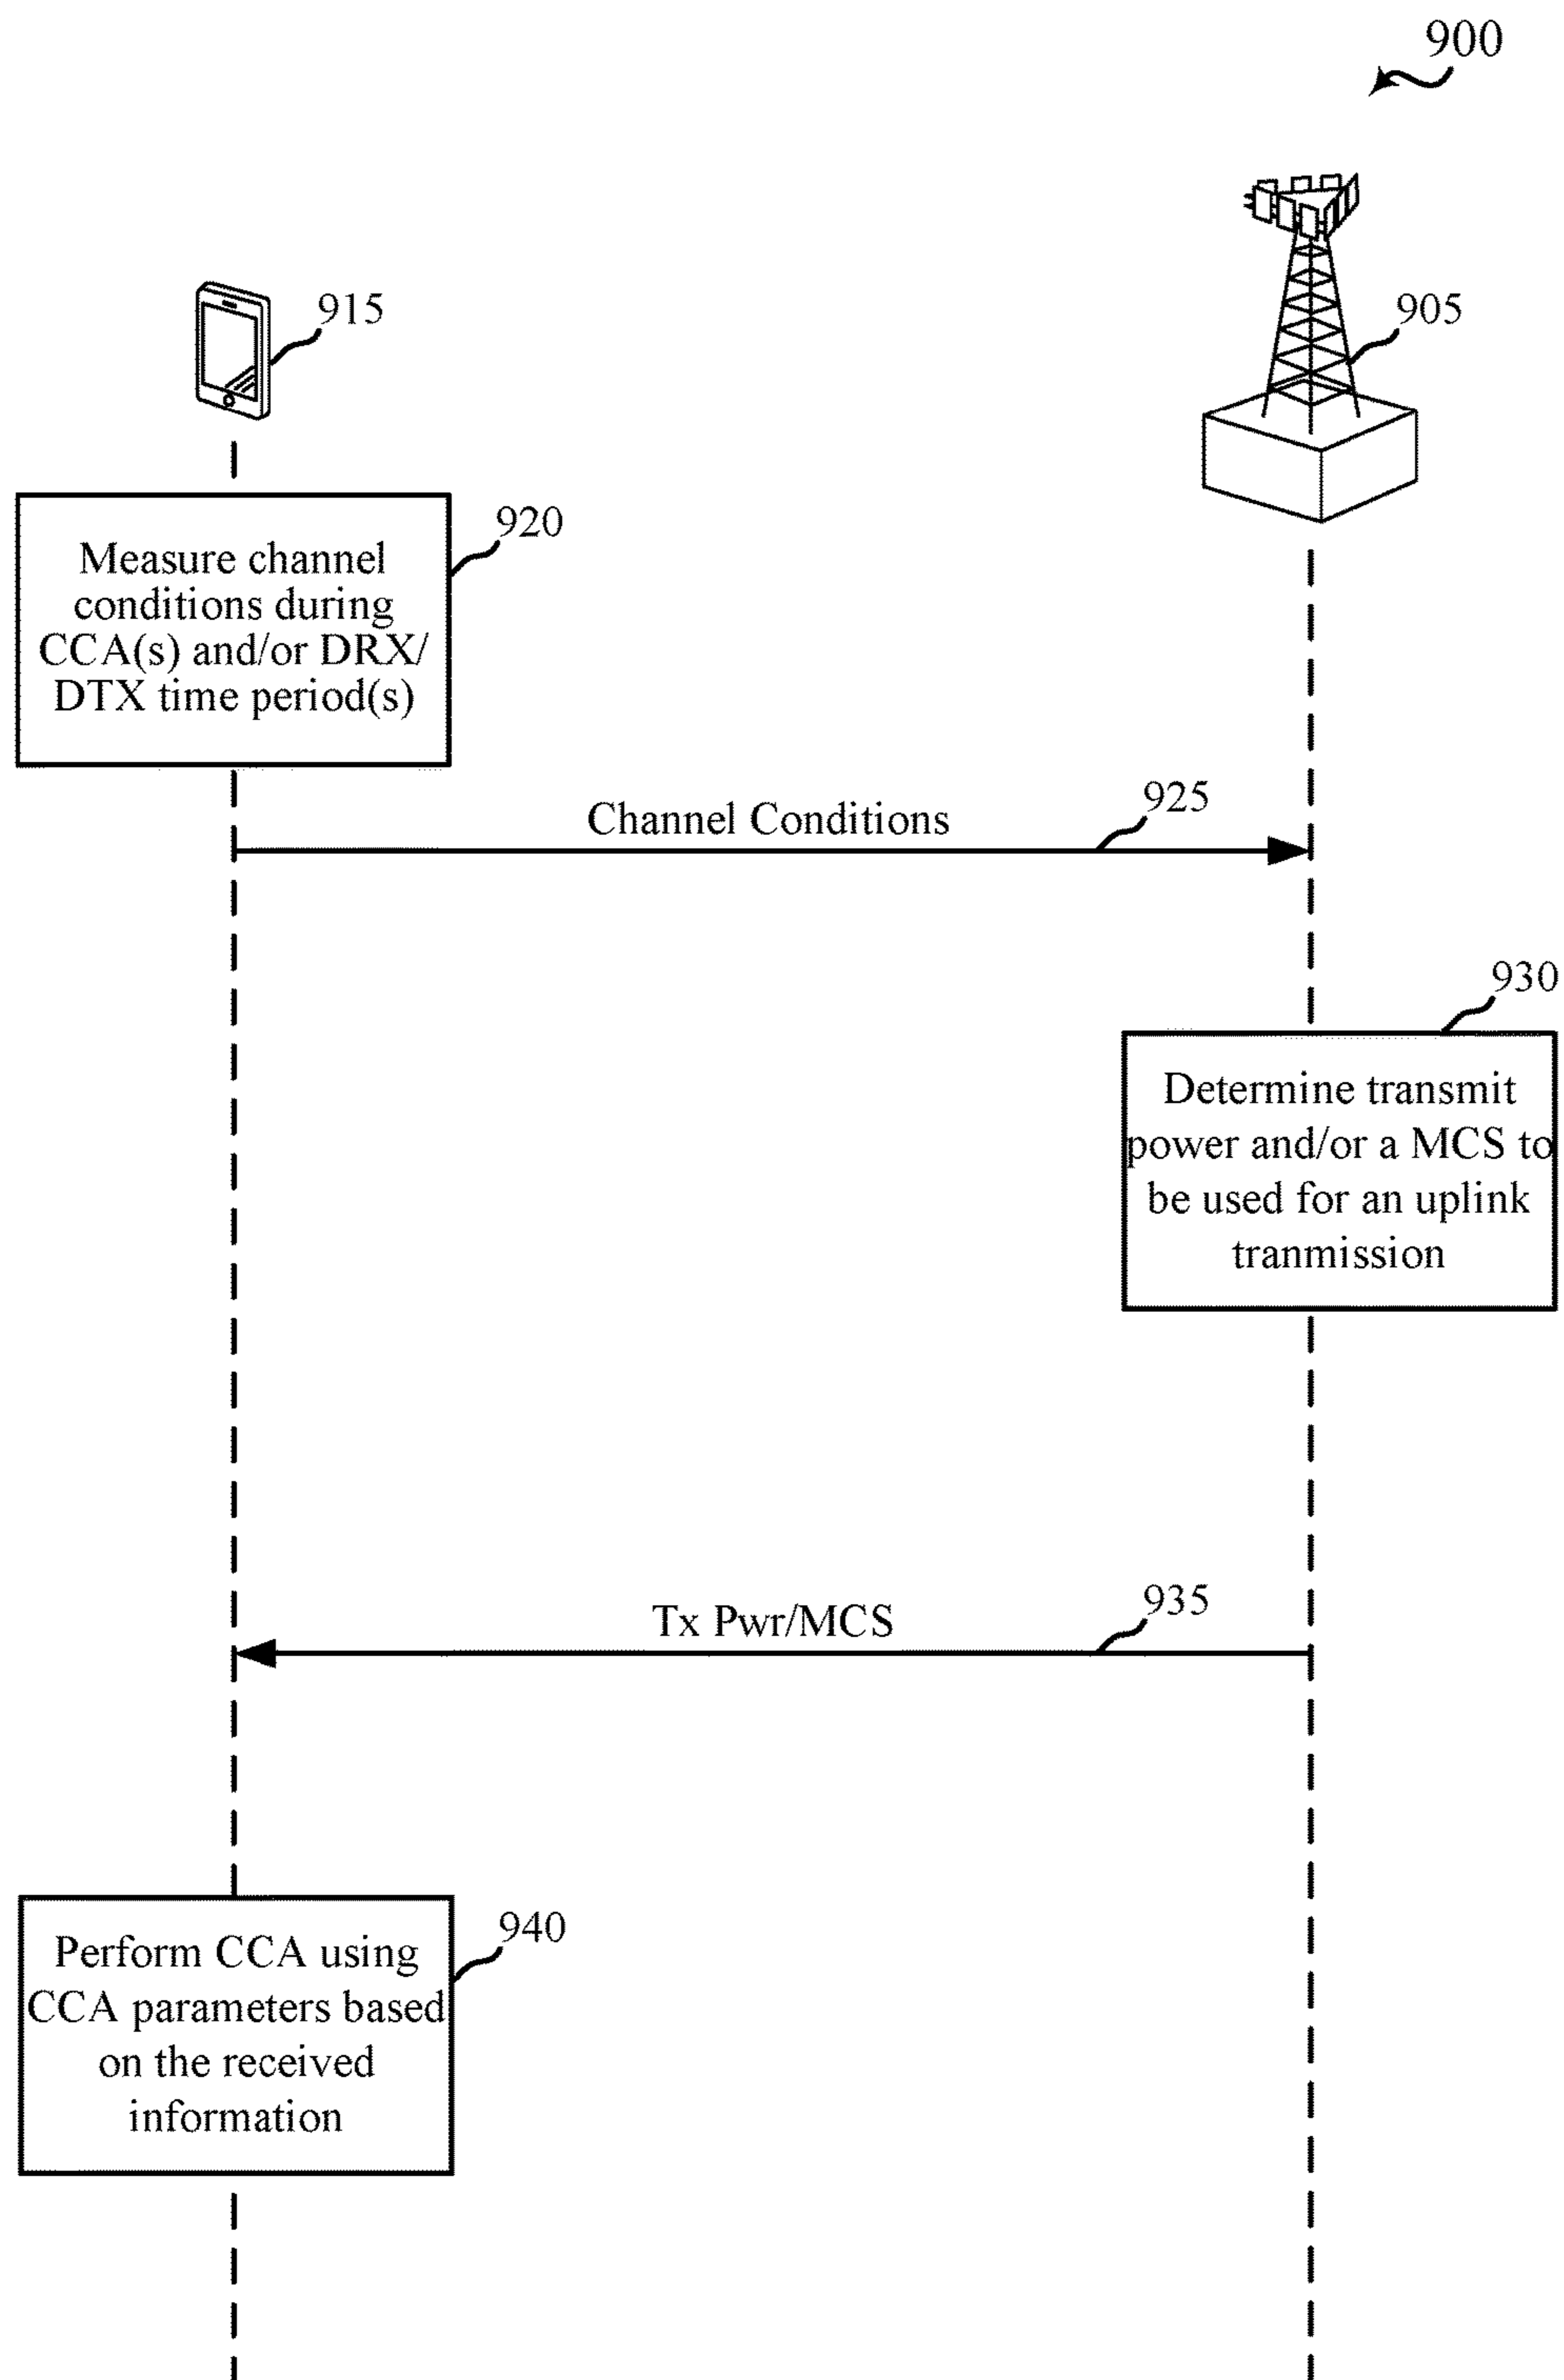 900
915
905
920
Measure channel
conditions during
CCA(s) and/or DRX/
DTX time period(s)
925
Channel Conditions
930
Determine transmit
power and/or a MCS to
be used for an uplink
tranmission
935
Tx Pwr/MCS
940
Perform CCA using
CCA parameters based
on the received
information